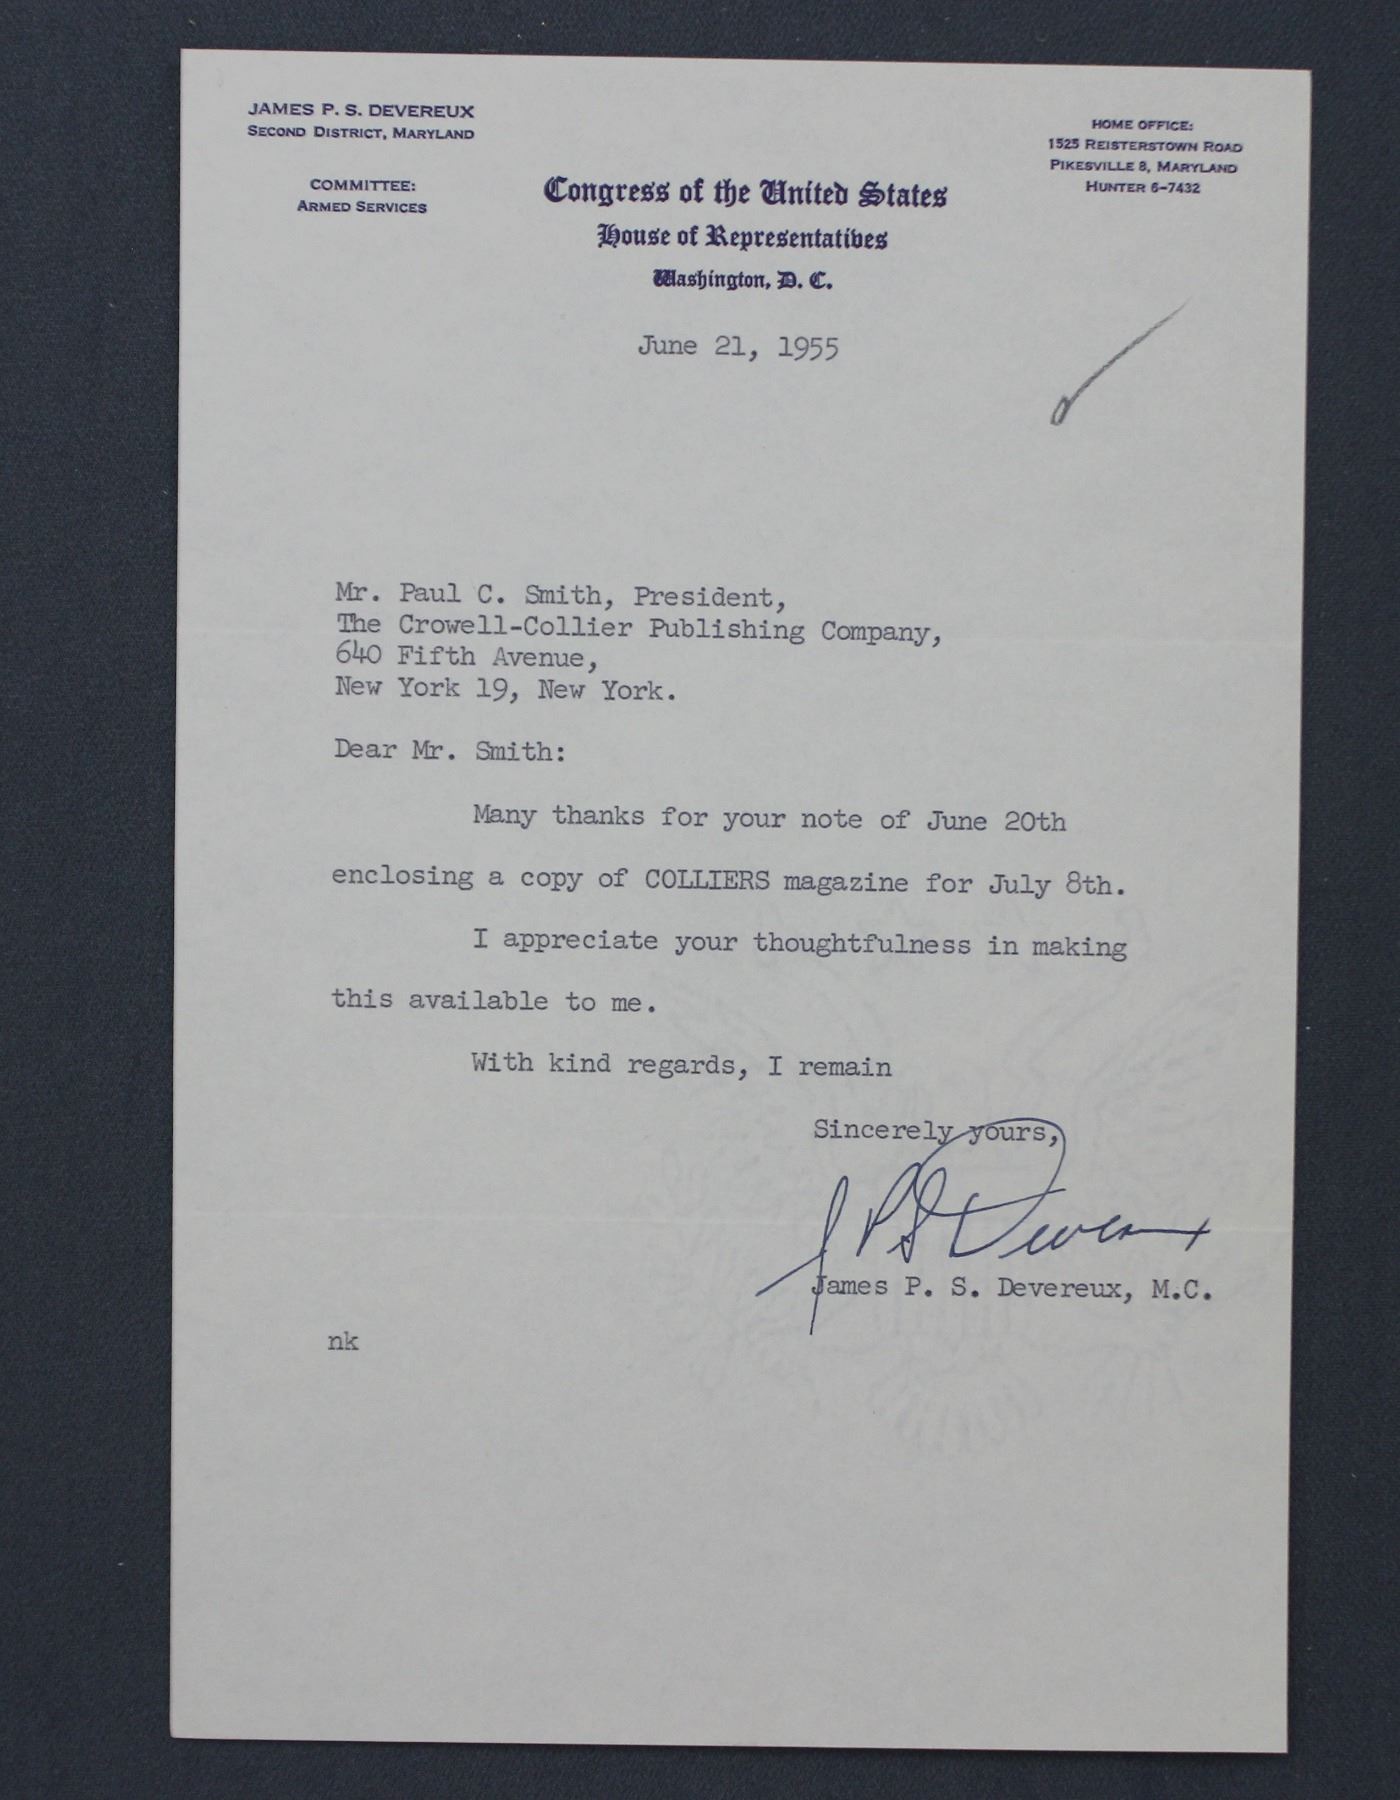 JAMES P. S. DEVEREUX
SECOND DISTRICT, MARYLAND
COMMITTEE:
ARMED SERVICES
HOME OFFICE:
1525 REISTERSTOWN ROAD
PIKESVILLE 8, MARYLAND
HUNTER 6-7432
Congress of the United States
House of Representatives
Washington, D. C.
June 21, 1955
Mr. Paul C. Smith, President,
The Crowell-Collier Publishing Company,
640 Fifth Avenue,
New York 19, New York.
Dear Mr. Smith:
Many thanks for your note of June 20th
enclosing a copy of COLLIERS magazine for July 8th.
I appreciate your thoughtfulness in making
this available to me.
With kind regards, I remain
Sincerely yours,
J P S Devereux
James P. S. Devereux, M.C.
nk